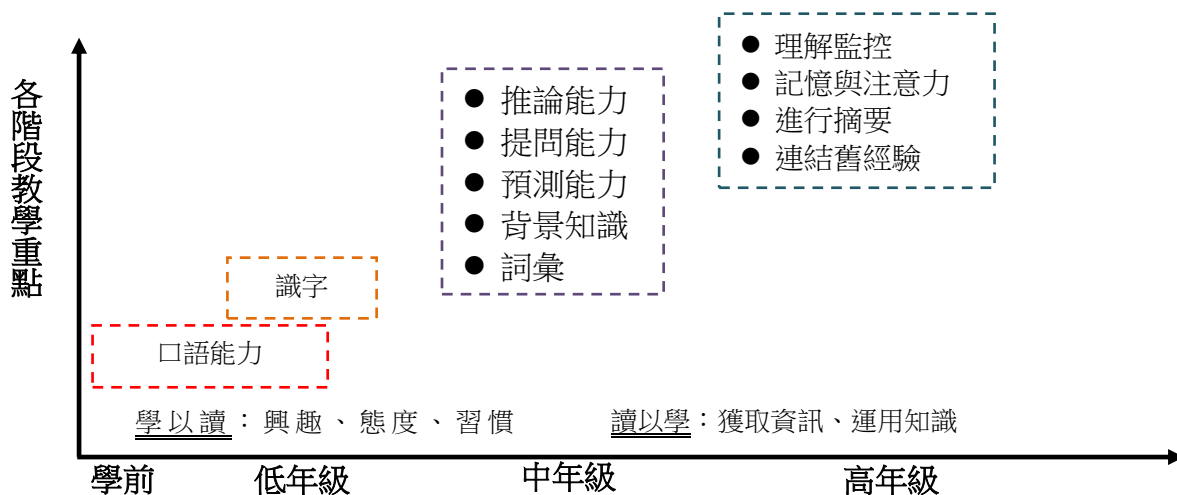 各階段教學重點
● 理解監控
● 記憶與注意力
● 進行摘要
● 連結舊經驗
● 推論能力
● 提問能力
● 預測能力
● 背景知識
● 詞彙
識字
口語能力
學以讀：興趣、態度、習慣
讀以學：獲取資訊、運用知識
學前
低年級
中年級
高年級